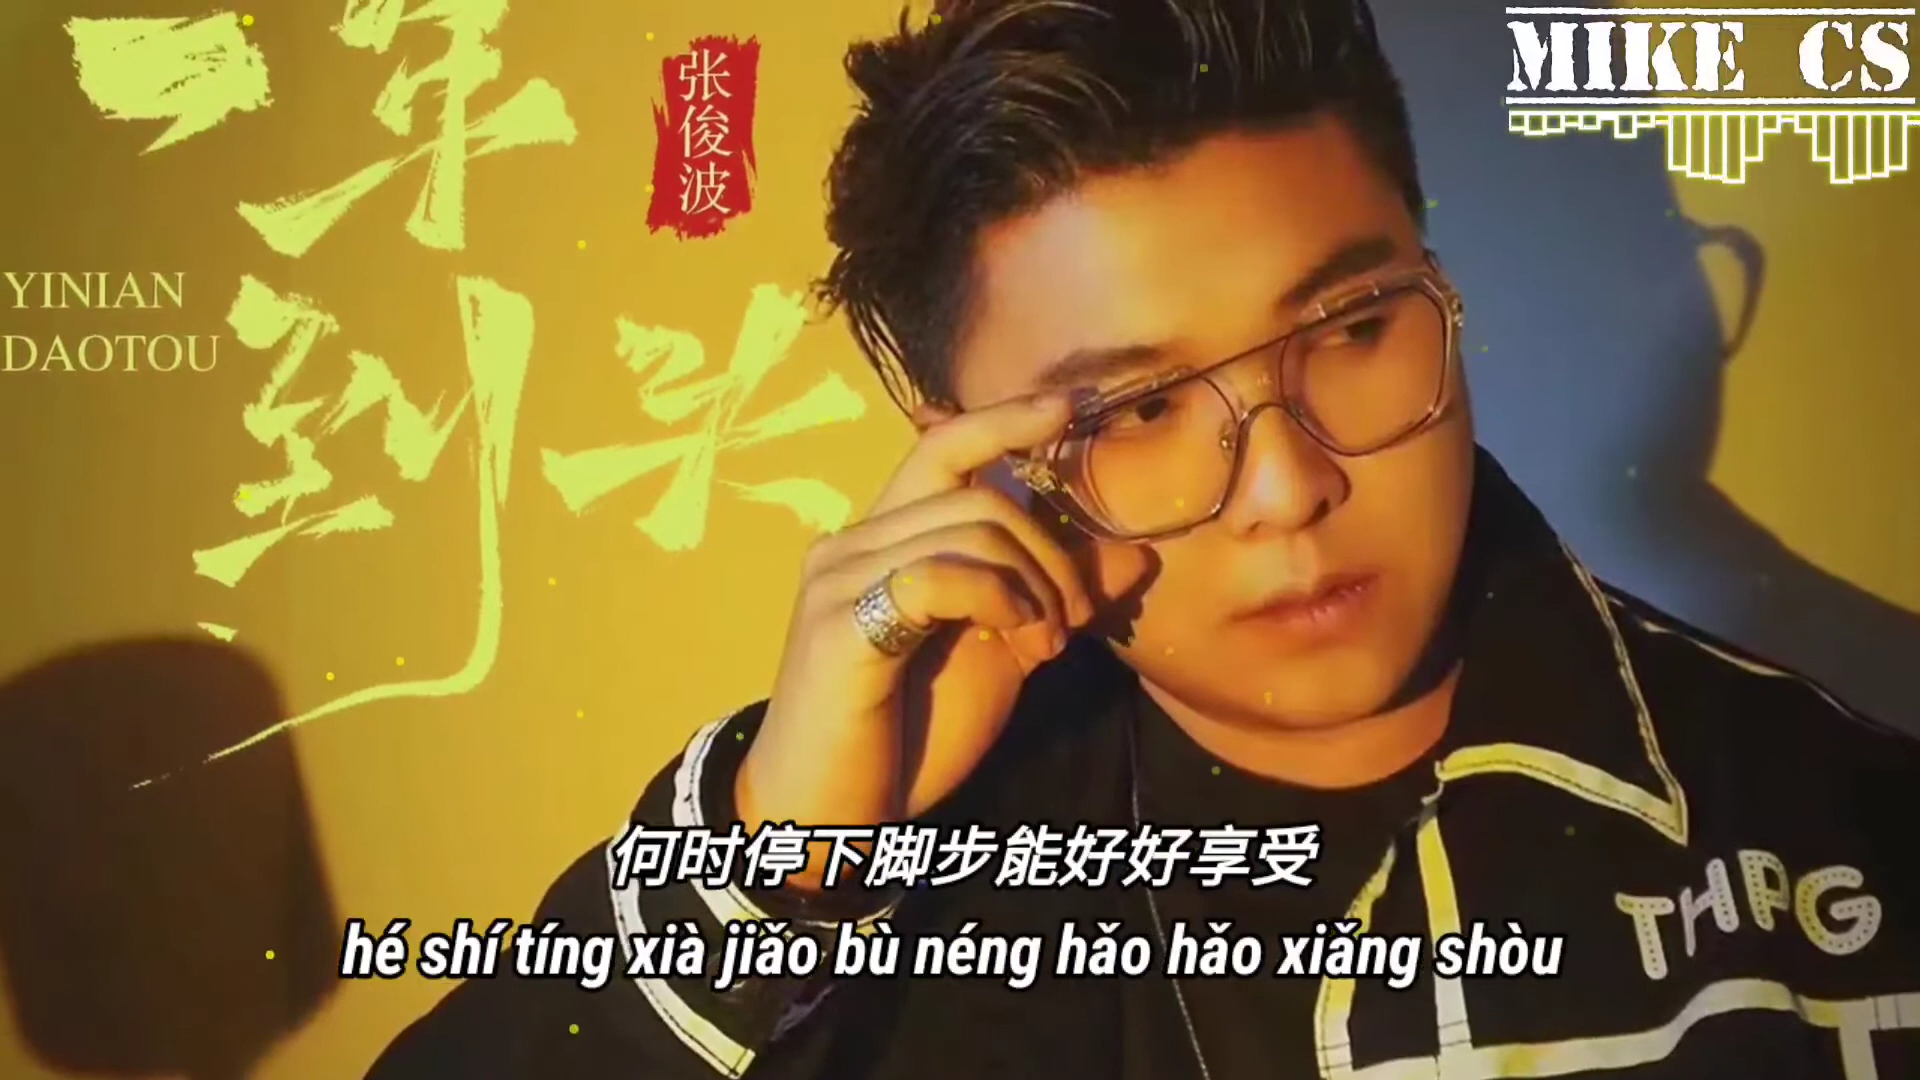 一年
到头
张俊波
YINIAN
DAOTOU
MIKE CS
THPG
何时停下脚步能好好享受
hé shí tíng xià jiǎo bù néng hǎo hǎo xiǎng shòu